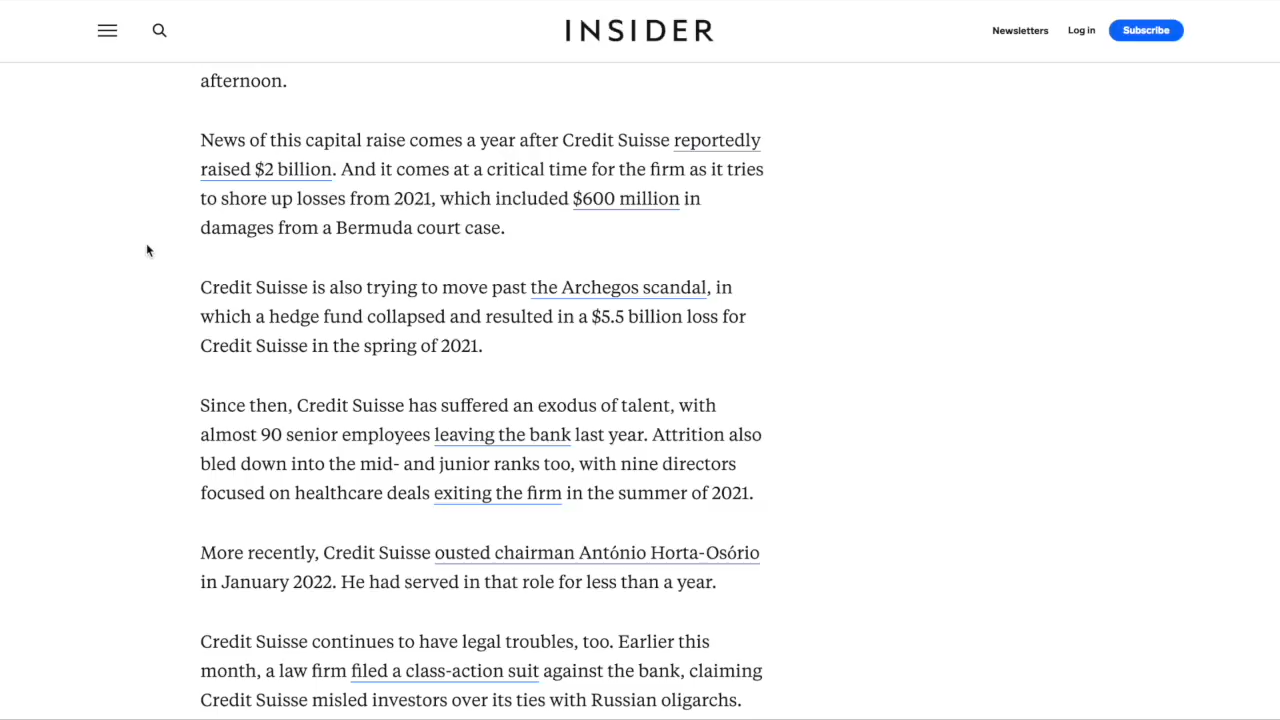 INSIDER
Newsletters
Log in
Subscribe
afternoon.
News of this capital raise comes a year after Credit Suisse reportedly
raised $2 billion. And it comes at a critical time for the firm as it tries
to shore up losses from 2021, which included $600 million in
damages from a Bermuda court case.
Credit Suisse is also trying to move past the Archegos scandal, in
which a hedge fund collapsed and resulted in a $5.5 billion loss for
Credit Suisse in the spring of 2021.
Since then, Credit Suisse has suffered an exodus of talent, with
almost 90 senior employees leaving the bank last year. Attrition also
bled down into the mid- and junior ranks too, with nine directors
focused on healthcare deals exiting the firm in the summer of 2021.
More recently, Credit Suisse ousted chairman António Horta-Osório
in January 2022. He had served in that role for less than a year.
Credit Suisse continues to have legal troubles, too. Earlier this
month, a law firm filed a class-action suit against the bank, claiming
Credit Suisse misled investors over its ties with Russian oligarchs.